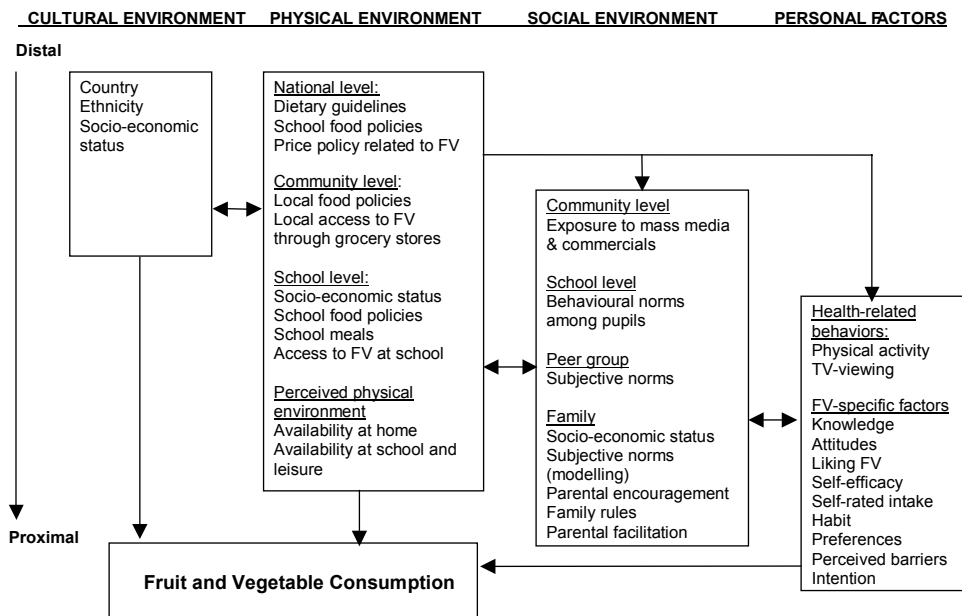 CULTURAL ENVIRONMENT
PHYSICAL ENVIRONMENT
SOCIAL ENVIRONMENT
PERSONAL FACTORS
Distal
Country
Ethnicity
Socio-economic
status
National level:
Dietary guidelines
School food policies
Price policy related to FV
Community level:
Local food policies
Local access to FV
through grocery stores
School level:
Socio-economic status
School food policies
School meals
Access to FV at school
Perceived physical
environment
Availability at home
Availability at school and
leisure
Community level
Exposure to mass media
& commercials
School level
Behavioural norms
among pupils
Peer group
Subjective norms
Family
Socio-economic status
Subjective norms
(modelling)
Parental encouragement
Family rules
Parental facilitation
Health-related
behaviors:
Physical activity
TV-viewing
FV-specific factors
Knowledge
Attitudes
Liking FV
Self-efficacy
Self-rated intake
Habit
Preferences
Perceived barriers
Intention
Proximal
Fruit and Vegetable Consumption